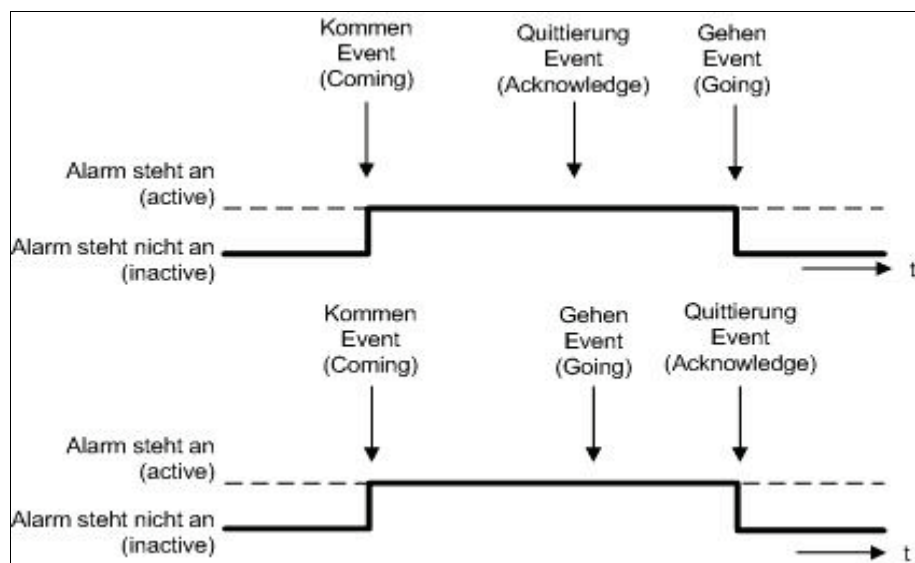 Kommen
Event
(Coming)
Quittierung
Event
(Acknowledge)
Gehen
Event
(Going)
Alarm steht an
(active)
Alarm steht nicht an
(inactive)
t
Kommen
Event
(Coming)
Gehen
Event
(Going)
Quittierung
Event
(Acknowledge)
Alarm steht an
(active)
Alarm steht nicht an
(inactive)
t